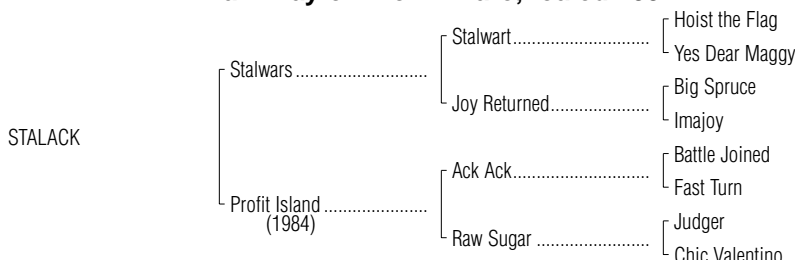 Hoist the Flag
Stalwart
Yes Dear Maggy
Stalwars
Big Spruce
Joy Returned
Imajoy
STALACK
Battle Joined
Ack Ack
Fast Turn
Profit Island
(1984)
Judger
Raw Sugar
Chic Valentino